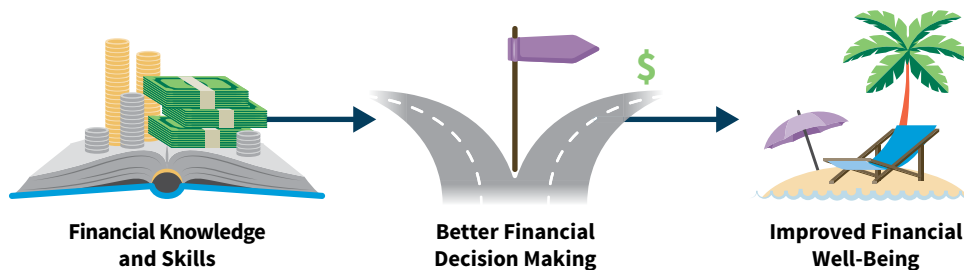 $
Financial Knowledge
and Skills
Better Financial
Decision Making
Improved Financial
Well-Being